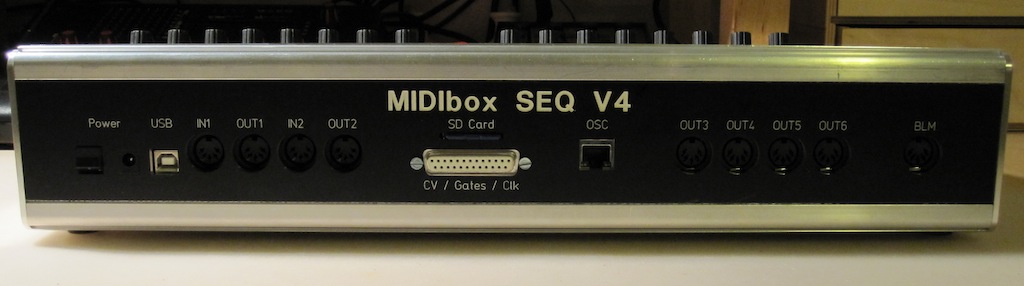 MIDIbox SEQ V4
Power
USB
IN1
OUT1
IN2
OUT2
SD Card
OSC
OUT3
OUT4
OUT5
OUT6
BLM
CV / Gates / Clk